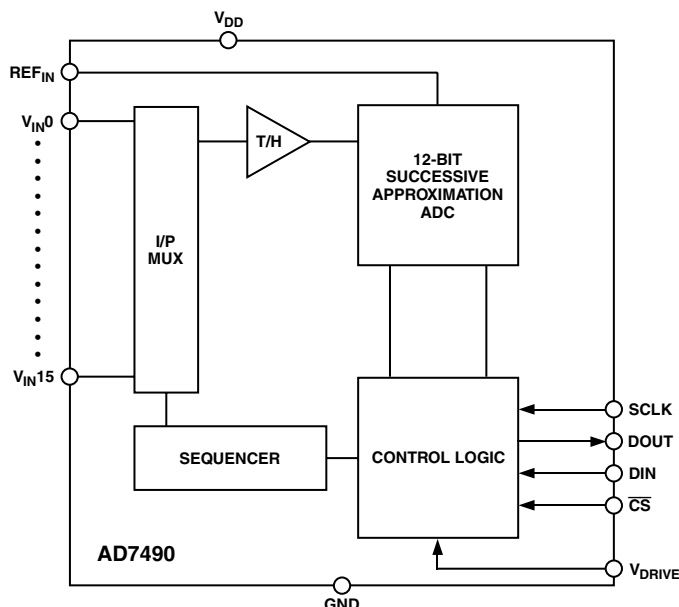 VDD
REFIN
VIN0
T/H
12-BIT
SUCCESSIVE
APPROXIMATION
ADC
I/P
MUX
VIN15
SCLK
SEQUENCER
CONTROL LOGIC
DOUT
DIN
CS
AD7490
VDRIVE
GND